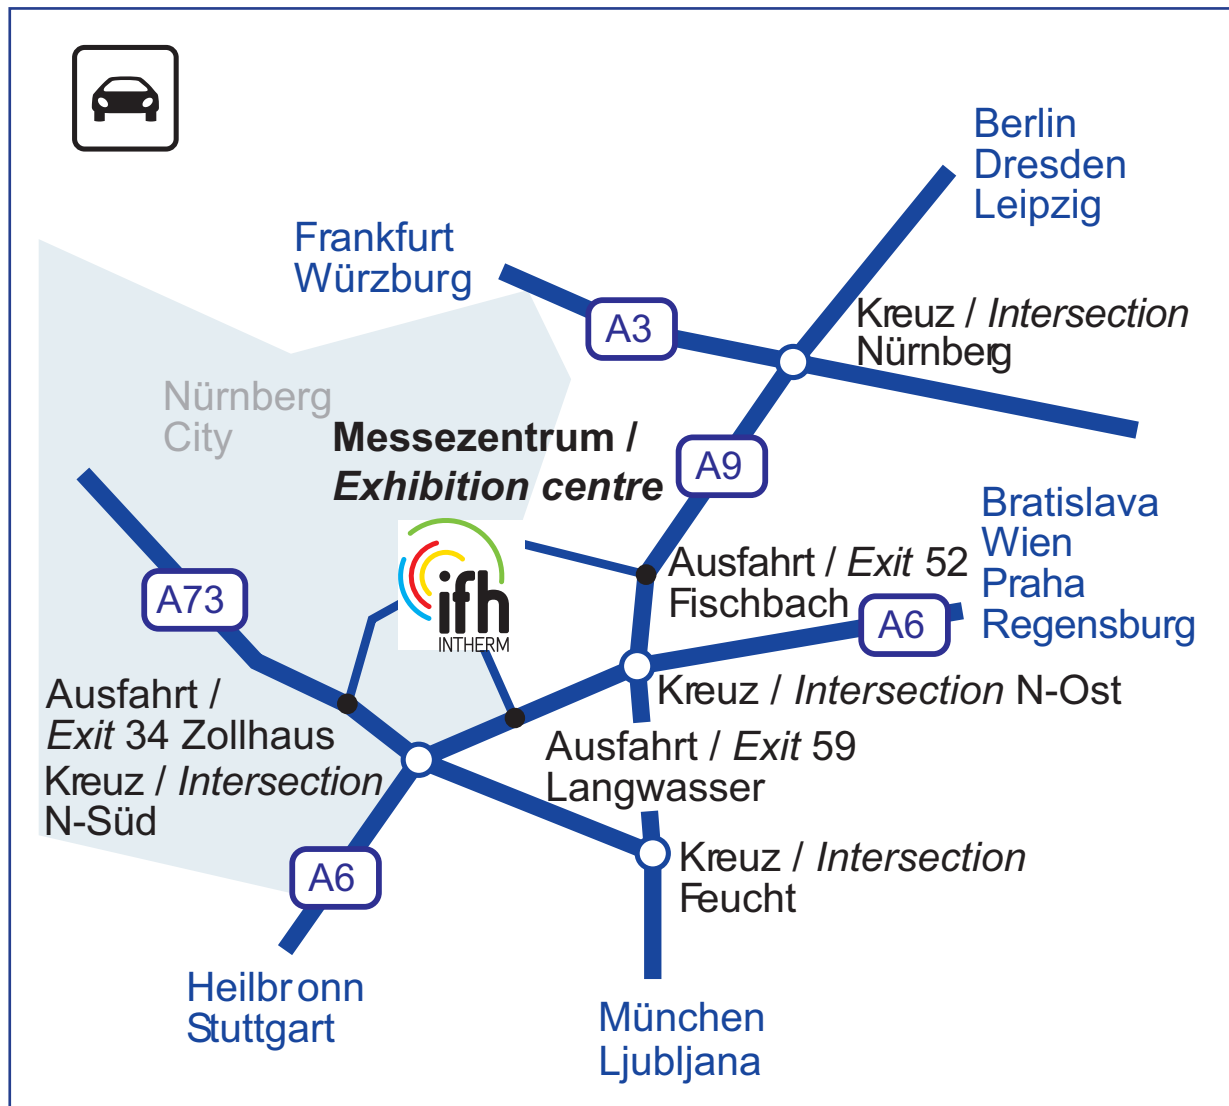 Berlin
Dresden
Leipzig
Frankfurt
Würzburg
A3
Kreuz / Intersection
Nürnberg
Nürnberg
City
Messezentrum /
Exhibition centre
A9
Bratislava
Wien
Praha
Regensburg
Ausfahrt / Exit 52
Fischbach
A73
ifh
INTHERM
A6
Kreuz / Intersection N-Ost
Ausfahrt /
Exit 34 Zollhaus
Kreuz / Intersection
N-Süd
Ausfahrt / Exit 59
Langwasser
A6
Kreuz / Intersection
Feucht
Heilbronn
Stuttgart
München
Ljubljana